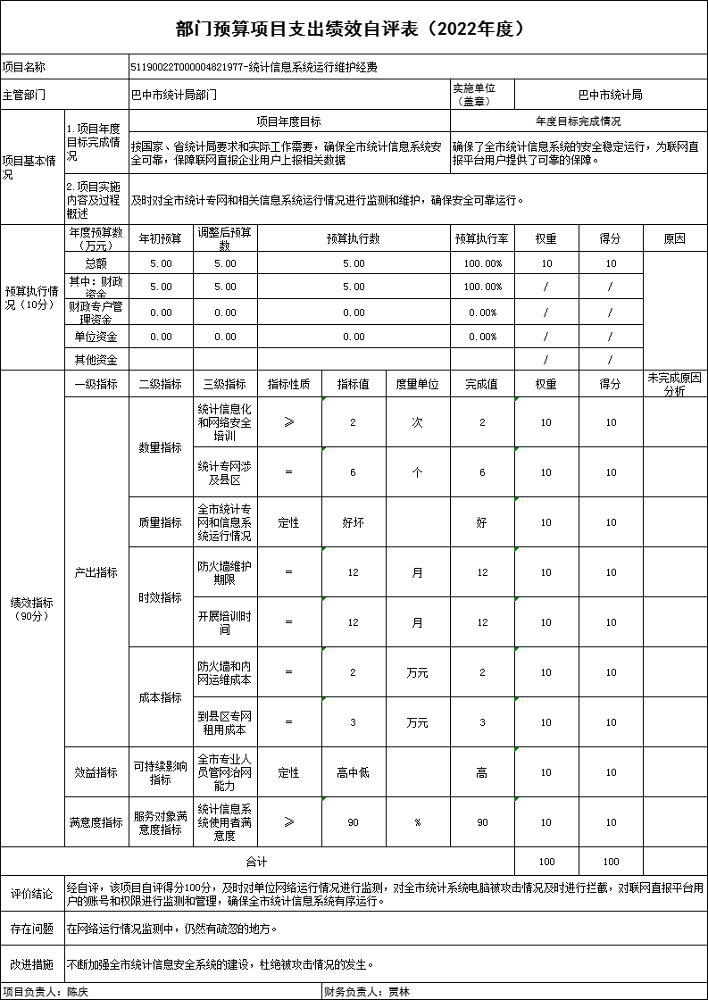 部门预算项目支出绩效自评表（2022年度）
项目名称 51190022T000004821977-统计信息系统运行维护经费
主管部门 巴中市统计局部门 实施单位（盖章） 巴中市统计局
项目基本情况 1.项目年度目标完成情况 项目年度目标 年度目标完成情况
按国家、省统计局要求和实际工作需要，确保全市统计信息系统安全可靠，保障联网直报企业用户上报相关数据 确保了全市统计信息系统的安全稳定运行，为联网直报平台用户提供了可靠的保障。
2.项目实施内容及过程概述 及时对全市统计专网和相关信息系统运行情况进行监测和维护，确保安全可靠运行。
预算执行情况（10分） 年度预算数（万元） 年初预算 调整后预算数 预算执行数 预算执行率 权重 得分 原因
总额 5.00 5.00 5.00 100.00% 10 10
其中：财政资金 5.00 5.00 5.00 100.00% / /
财政专户管理资金 0.00 0.00 0.00 0.00% / /
单位资金 0.00 0.00 0.00 0.00% / /
其他资金 / /
绩效指标（90分） 一级指标 二级指标 三级指标 指标性质 指标值 度量单位 完成值 权重 得分 未完成原因分析
产出指标 数量指标 统计信息化和网络安全培训 ≥ 2 次 2 10 10
统计专网涉及县区 = 6 个 6 10 10
质量指标 全市统计专网和信息系统运行情况 定性 好坏 好 10 10
时效指标 防火墙维护期限 = 12 月 12 10 10
开展培训时间 = 12 月 12 10 10
成本指标 防火墙和内网运维成本 = 2 万元 2 10 10
到县区专网租用成本 = 3 万元 3 10 10
效益指标 可持续影响指标 全市专业人员管网治网能力 定性 高中低 高 10 10
满意度指标 服务对象满意度指标 统计信息系统使用者满意度 ≥ 90 % 90 10 10
合计 100 100
评价结论 经自评，该项目自评得分100分，及时对单位网络运行情况进行监测，对全市统计系统电脑被攻击情况及时进行拦截，对联网直报平台用户的账号和权限进行监测和管理，确保全市统计信息系统有序运行。
存在问题 在网络运行情况监测中，仍然有疏忽的地方。
改进措施 不断加强全市统计信息安全系统的建设，杜绝被攻击情况的发生。
项目负责人：陈庆 财务负责人：贾林